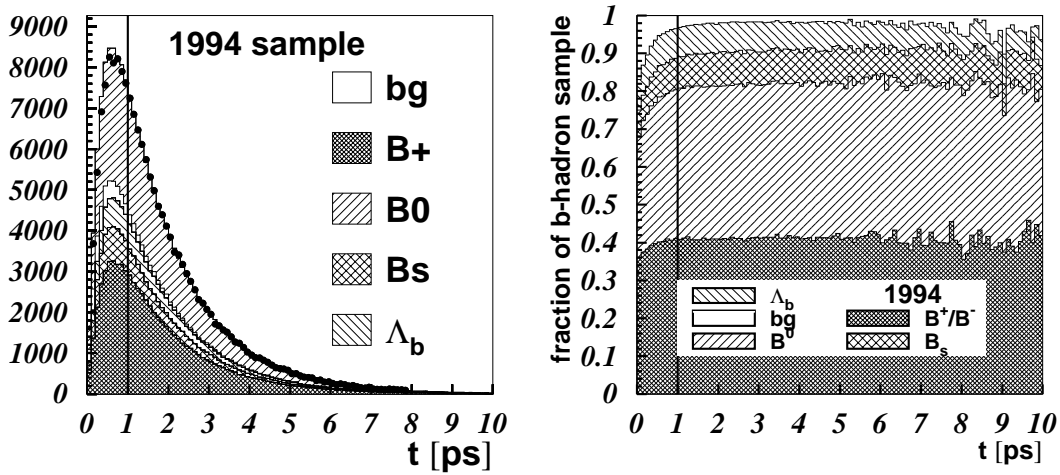 9000
8000
7000
6000
5000
4000
3000
2000
1000
0
1994 sample
bg
B+
B0
Bs
Λb
0 1 2 3 4 5 6 7 8 9 10
t [ps]
fraction of b-hadron sample
1
0.9
0.8
0.7
0.6
0.5
0.4
0.3
0.2
0.1
0
Λb 1994
bg B+/B-
B0 Bs
0 1 2 3 4 5 6 7 8 9 10
t [ps]